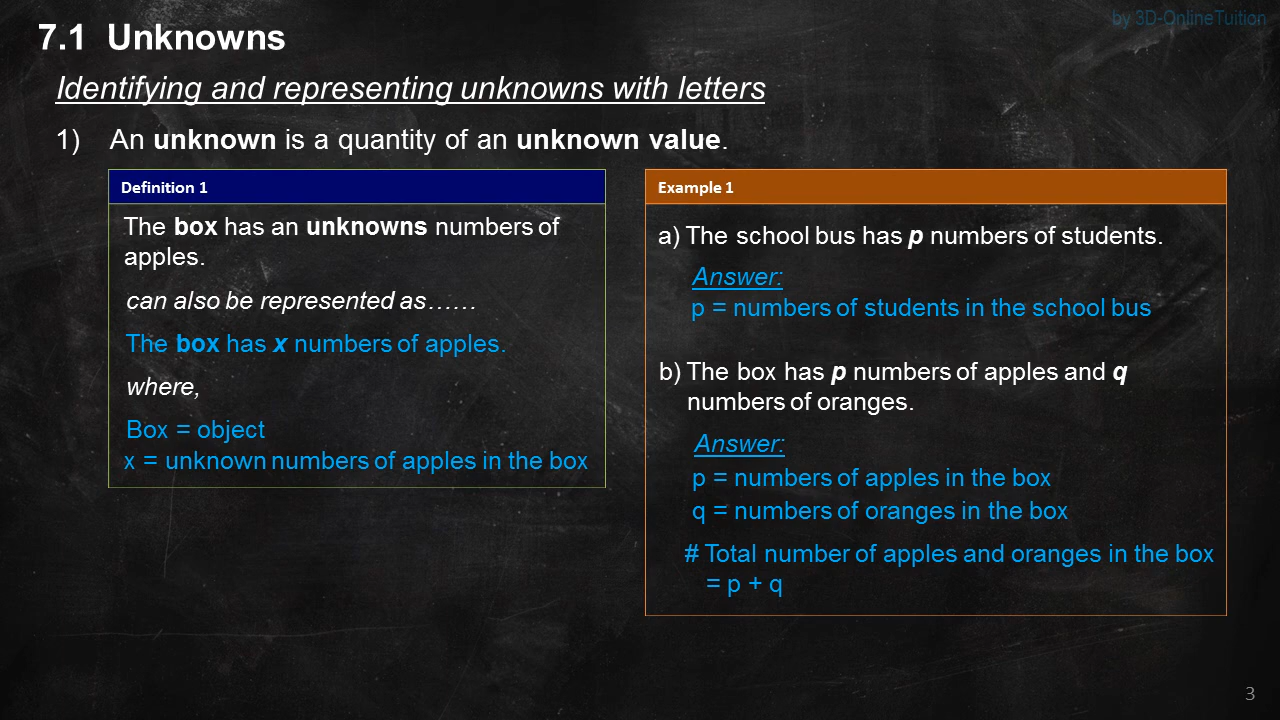 by 3D-OnlineTuition
7.1 Unknowns
Identifying and representing unknowns with letters
1) An unknown is a quantity of an unknown value.
Definition 1
The box has an unknowns numbers of
apples.
can also be represented as……
The box has x numbers of apples.
where,
Box = object
x = unknown numbers of apples in the box
Example 1
a) The school bus has p numbers of students.
Answer:
p = numbers of students in the school bus
b) The box has p numbers of apples and q
numbers of oranges.
Answer:
p = numbers of apples in the box
q = numbers of oranges in the box
# Total number of apples and oranges in the box
= p + q
3